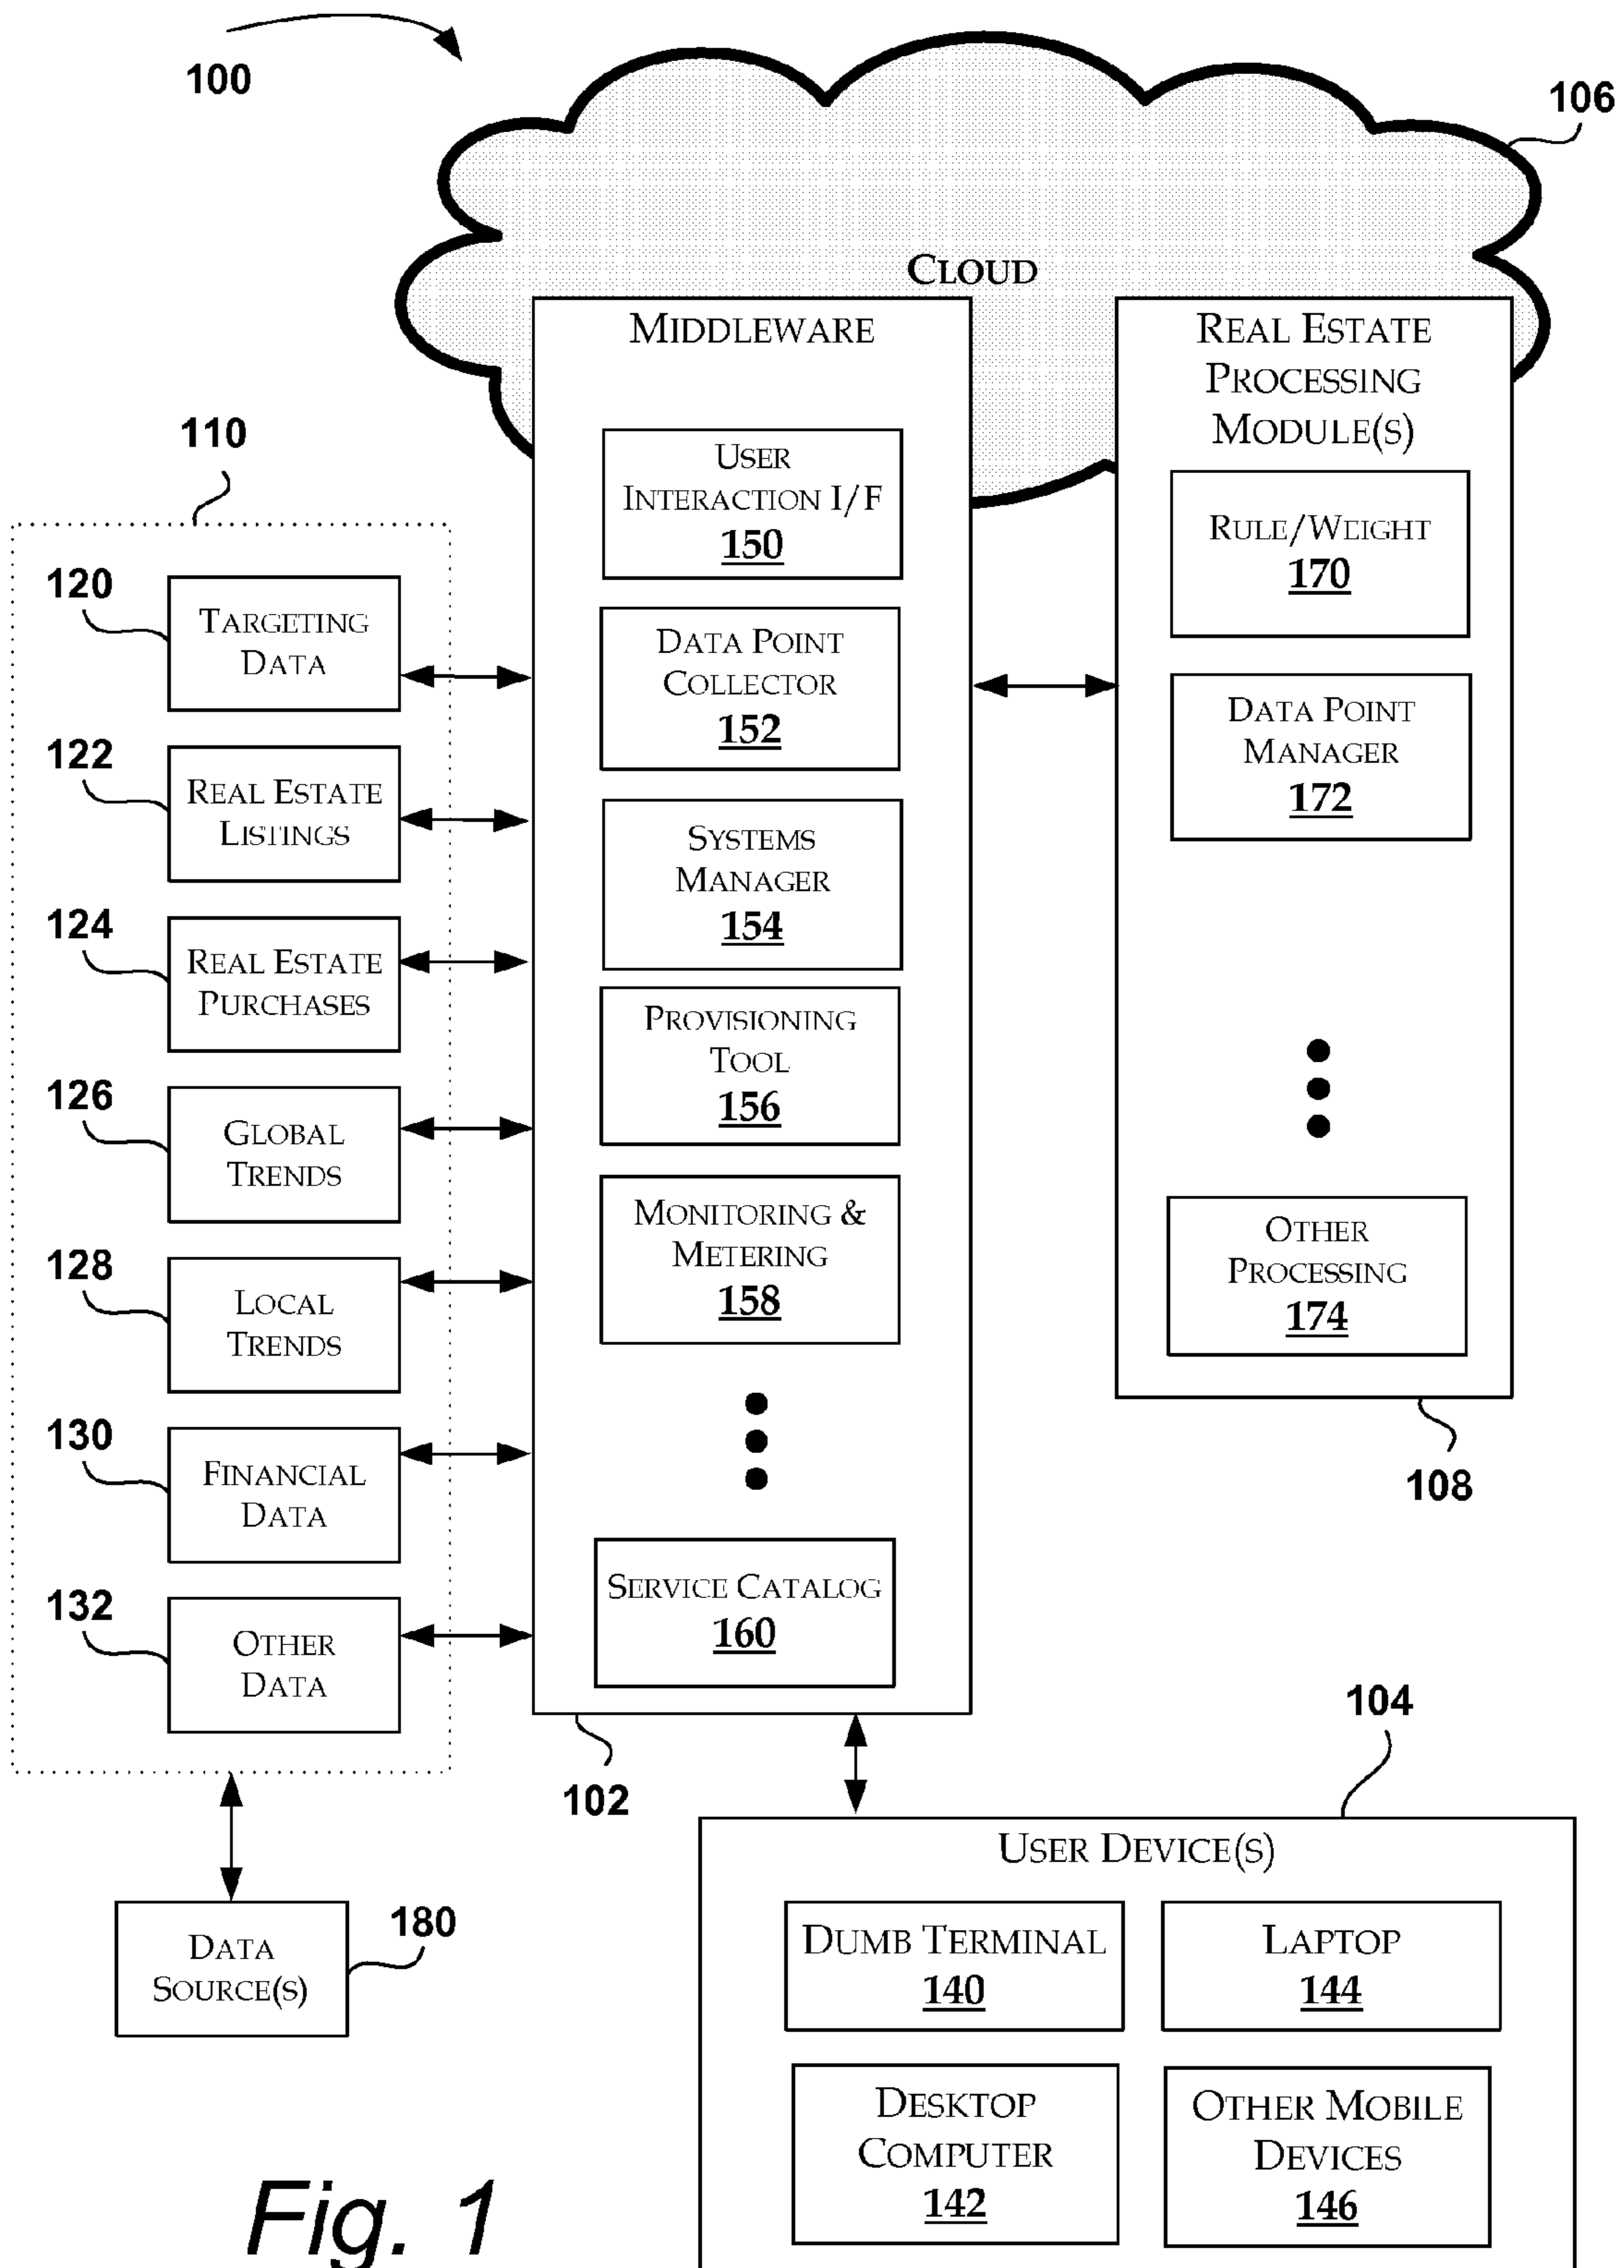 100
106
CLOUD
MIDDLEWARE
USER
INTERACTION I/F
150
DATA POINT
COLLECTOR
152
SYSTEMS
MANAGER
154
PROVISIONING
TOOL
156
MONITORING &
METERING
158
SERVICE CATALOG
160
102
REAL ESTATE
PROCESSING
MODULE(S)
RULE/WEIGHT
170
DATA POINT
MANAGER
172
OTHER
PROCESSING
174
108
110
120
TARGETING
DATA
122
REAL ESTATE
LISTINGS
124
REAL ESTATE
PURCHASES
126
GLOBAL
TRENDS
128
LOCAL
TRENDS
130
FINANCIAL
DATA
132
OTHER
DATA
DATA
SOURCE(S)
180
104
USER DEVICE(S)
DUMB TERMINAL
140
LAPTOP
144
DESKTOP
COMPUTER
142
OTHER MOBILE
DEVICES
146
Fig. 1